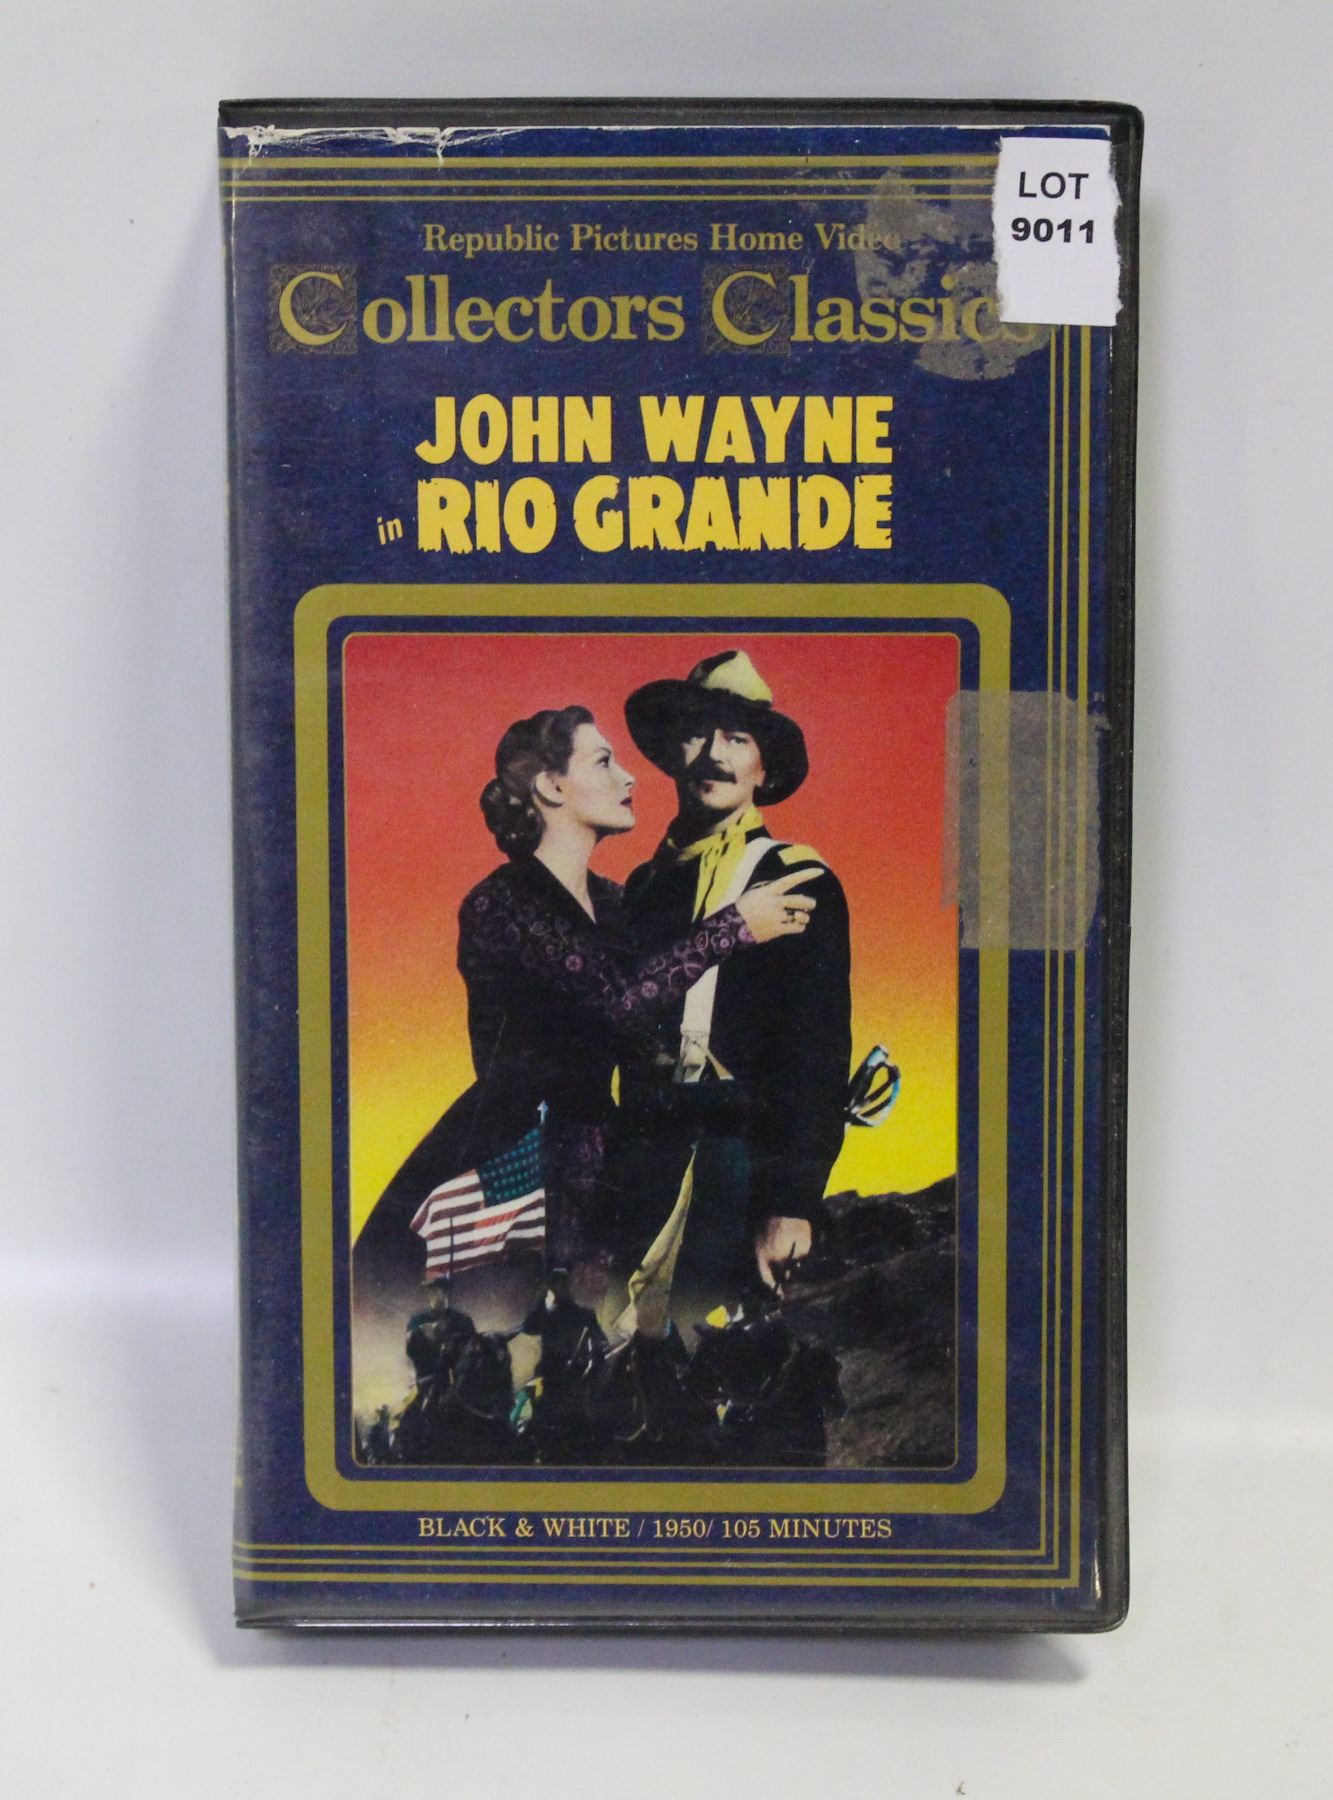 LOT
9011
Republic Pictures Home Video
Collectors Classics
JOHN WAYNE
in RIO GRANDE
BLACK & WHITE / 1950/ 105 MINUTES